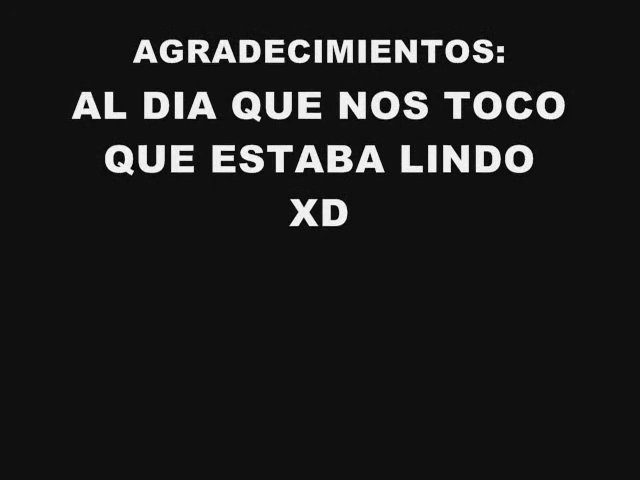 AGRADECIMIENTOS:
AL DIA QUE NOS TOCO
QUE ESTABA LINDO
XD